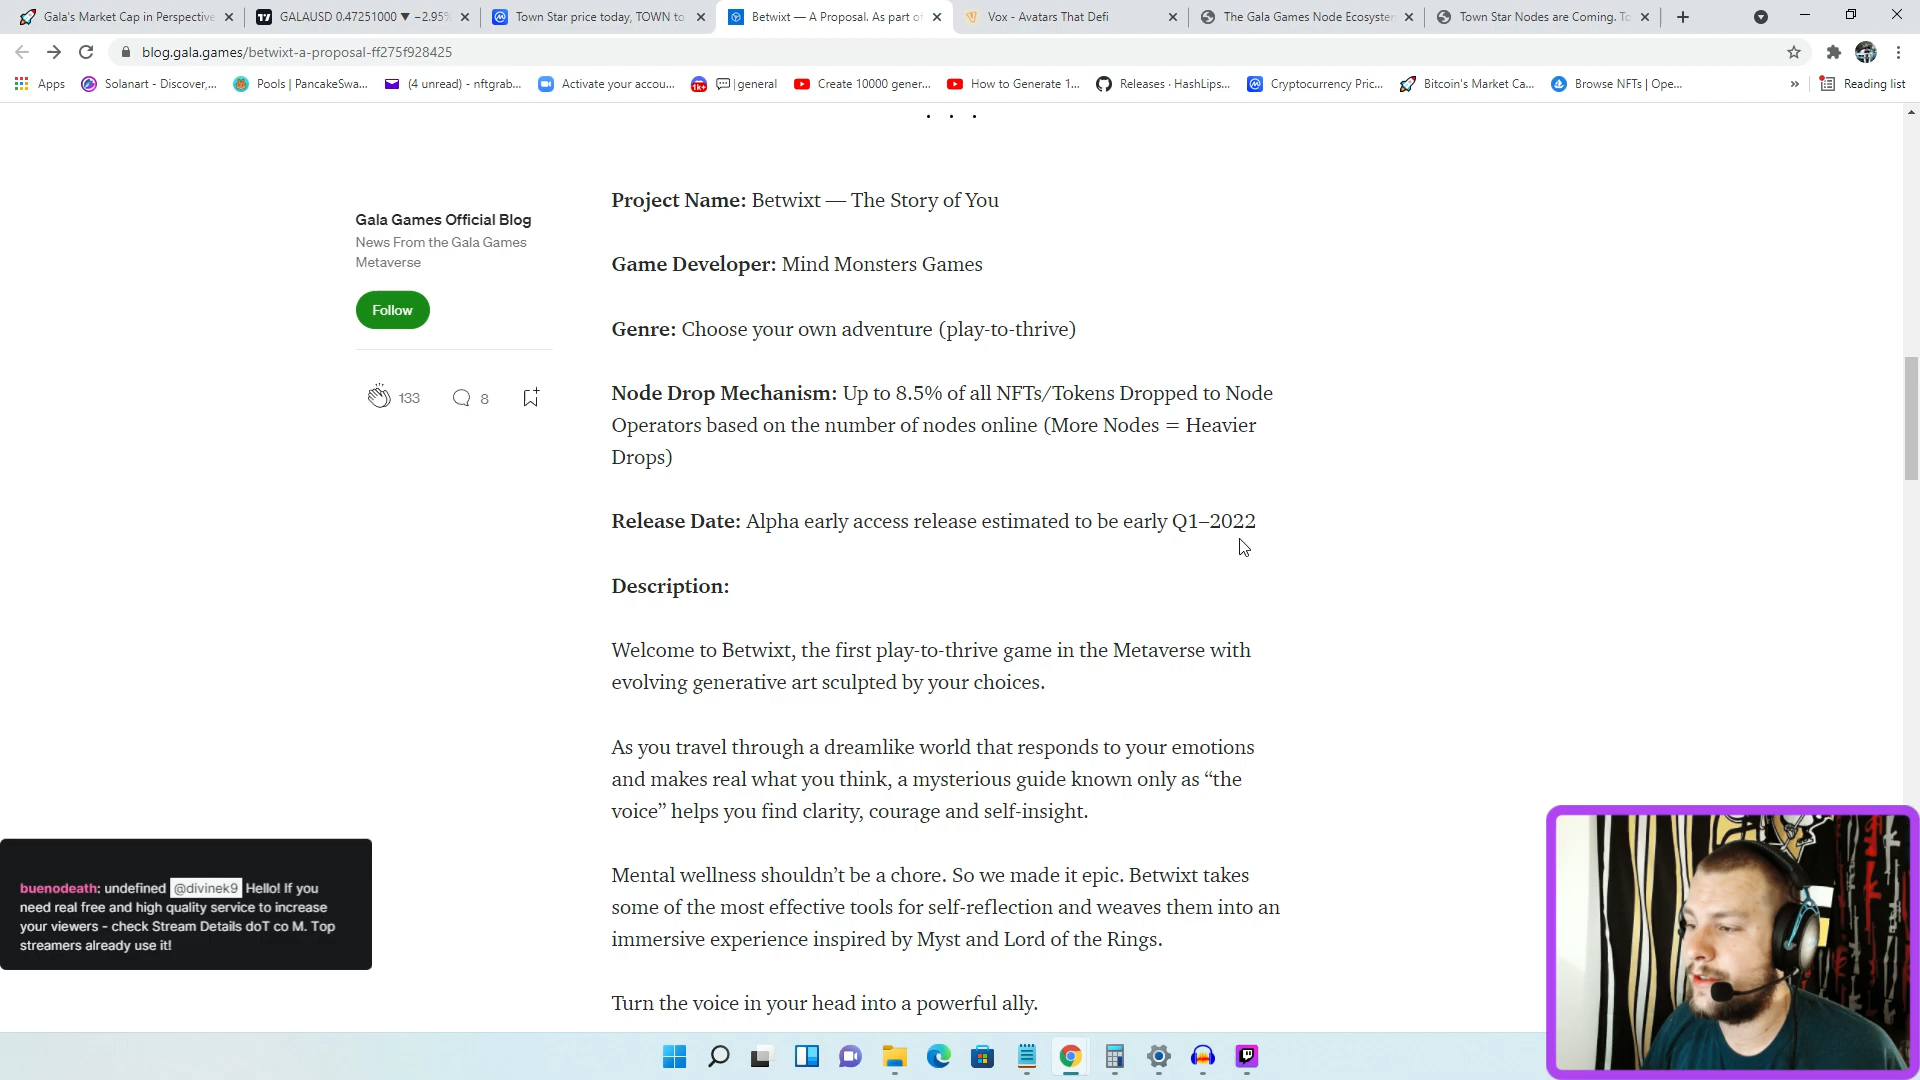 Gala's Market Cap in Perspective
GALAUSD 0.47251000 ▼ −2.95%
Town Star price today, TOWN to
Betwixt — A Proposal. As part of
Vox - Avatars That Defi
The Gala Games Node Ecosyster
Town Star Nodes are Coming. To
blog.gala.games/betwixt-a-proposal-ff275f928425
Apps
Solanart - Discover,...
Pools | PancakeSwa...
(4 unread) - nftgrab...
Activate your accou...
1K+
| general
Create 10000 gener...
How to Generate 1...
Releases · HashLips...
Cryptocurrency Pric...
Bitcoin's Market Ca...
Browse NFTs | Ope...
»
Reading list
. . .
Gala Games Official Blog
News From the Gala Games
Metaverse
Follow
133
8
Project Name: Betwixt — The Story of You
Game Developer: Mind Monsters Games
Genre: Choose your own adventure (play-to-thrive)
Node Drop Mechanism: Up to 8.5% of all NFTs/Tokens Dropped to Node
Operators based on the number of nodes online (More Nodes = Heavier
Drops)
Release Date: Alpha early access release estimated to be early Q1–2022
Description:
Welcome to Betwixt, the first play-to-thrive game in the Metaverse with
evolving generative art sculpted by your choices.
As you travel through a dreamlike world that responds to your emotions
and makes real what you think, a mysterious guide known only as “the
voice” helps you find clarity, courage and self-insight.
Mental wellness shouldn’t be a chore. So we made it epic. Betwixt takes
some of the most effective tools for self-reflection and weaves them into an
immersive experience inspired by Myst and Lord of the Rings.
Turn the voice in your head into a powerful ally.
buenodeath: undefined @divinek9 Hello! If you
need real free and high quality service to increase
your viewers - check Stream Details doT co M. Top
streamers already use it!